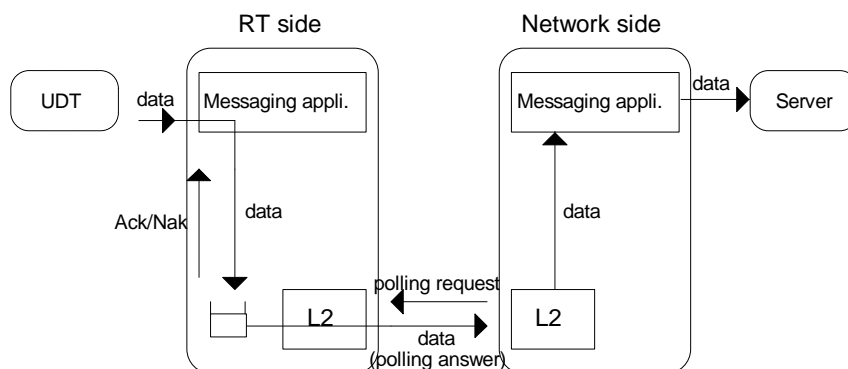 RT side
Network side
UDT
data
Messaging appli.
Messaging appli.
data
Server
Ack/Nak
data
data
polling request
L2
data
(polling answer)
L2